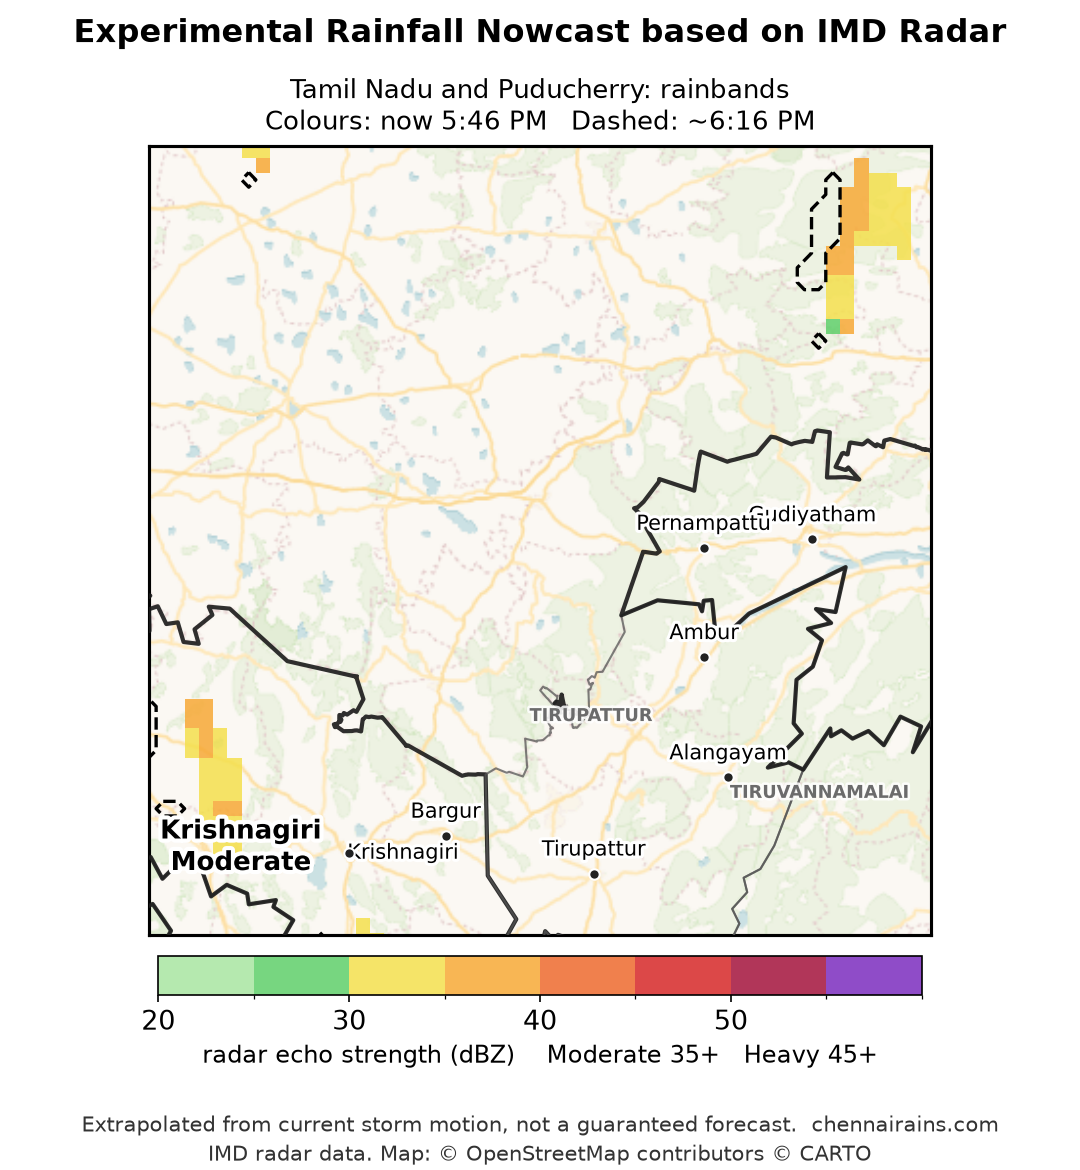 Experimental Rainfall Nowcast based on IMD Radar
Tamil Nadu and Puducherry: rainbands
Colours: now 5:46 PM   Dashed: ~6:16 PM
Gudiyatham
Pernampattu
Ambur
TIRUPATTUR
Alangayam
TIRUVANNAMALAI
Bargur
Krishnagiri
Moderate
Krishnagiri
Tirupattur
20 30 40 50
radar echo strength (dBZ)    Moderate 35+   Heavy 45+
Extrapolated from current storm motion, not a guaranteed forecast.  chennairains.com
IMD radar data. Map: © OpenStreetMap contributors © CARTO